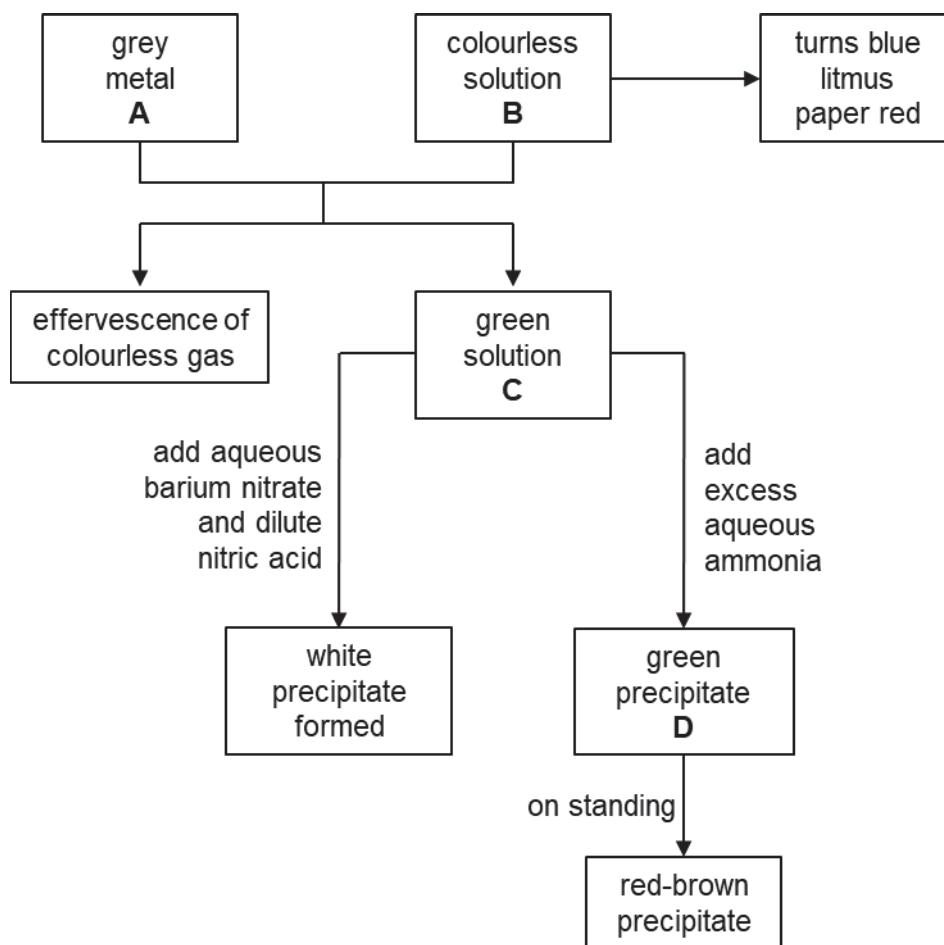 grey
metal
A
colourless
solution
B
turns blue
litmus
paper red
effervescence of
colourless gas
green
solution
C
add aqueous
barium nitrate
and dilute
nitric acid
add
excess
aqueous
ammonia
white
precipitate
formed
green
precipitate
D
on standing
red-brown
precipitate